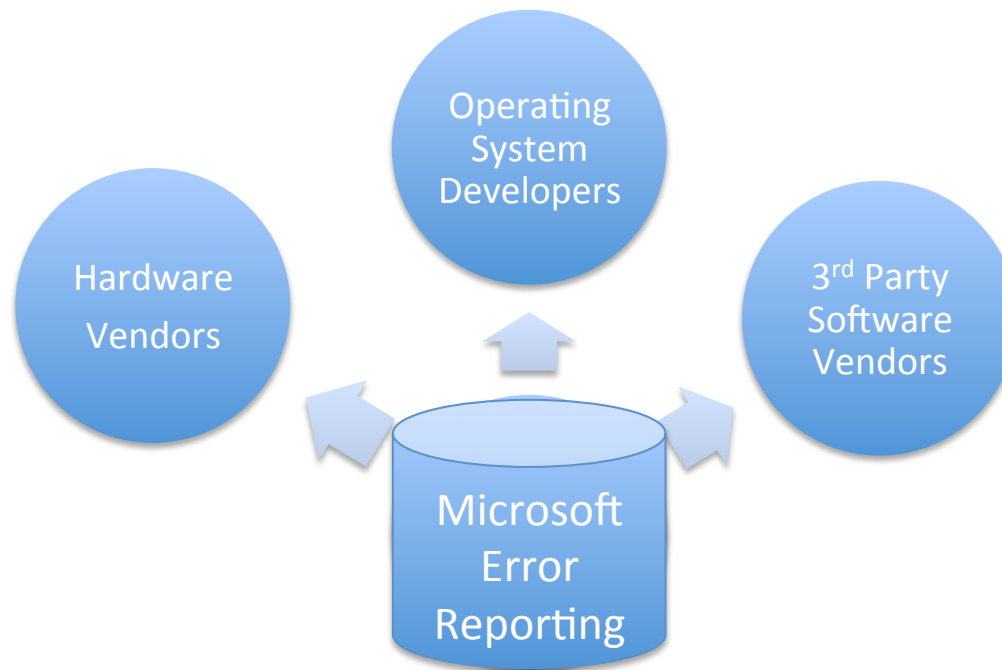 Operating
System
Developers
Hardware
Vendors
3rd Party
Software
Vendors
Microsoft
Error
Reporting